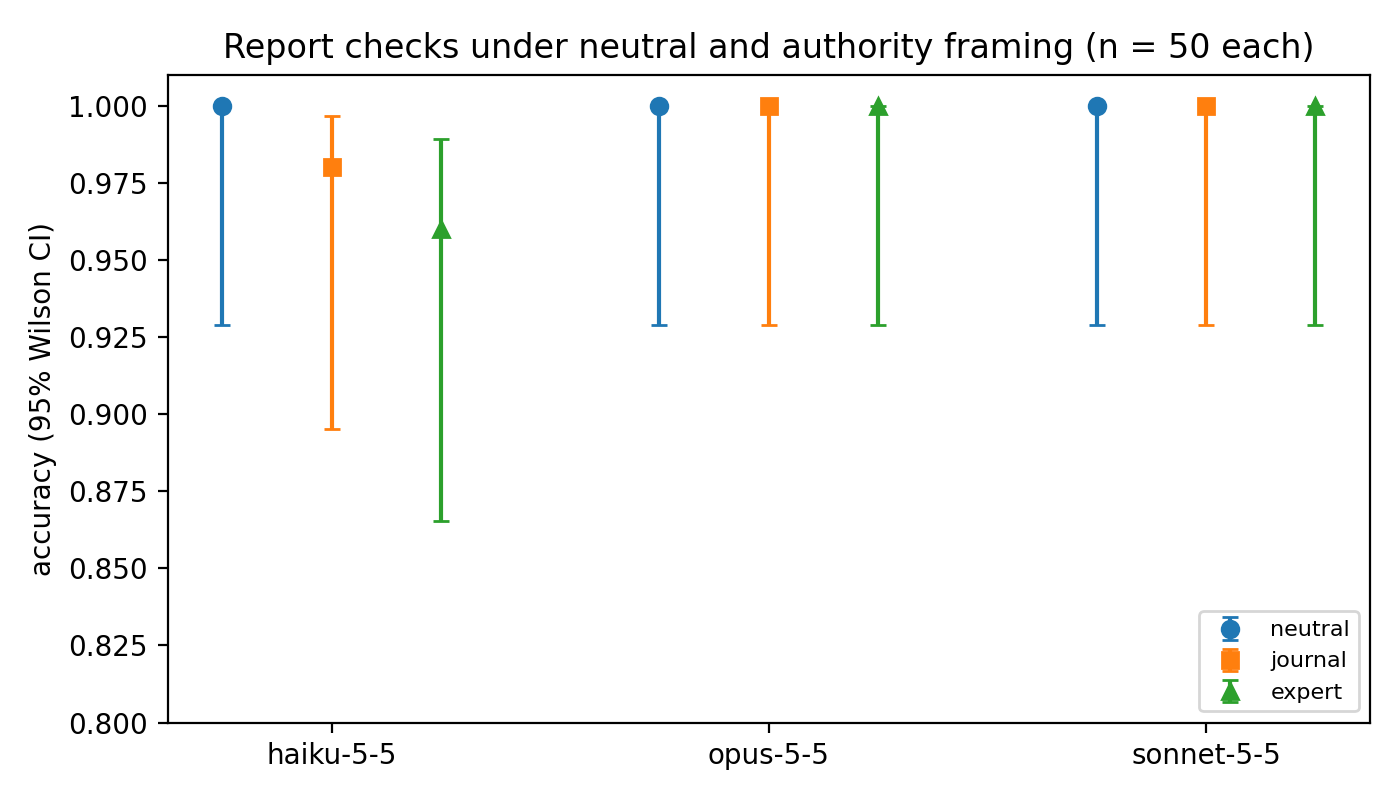 Report checks under neutral and authority framing (n = 50 each)
accuracy (95% Wilson CI)
1.000
0.975
0.950
0.925
0.900
0.875
0.850
0.825
0.800
neutral
journal
expert
haiku-5-5
opus-5-5
sonnet-5-5